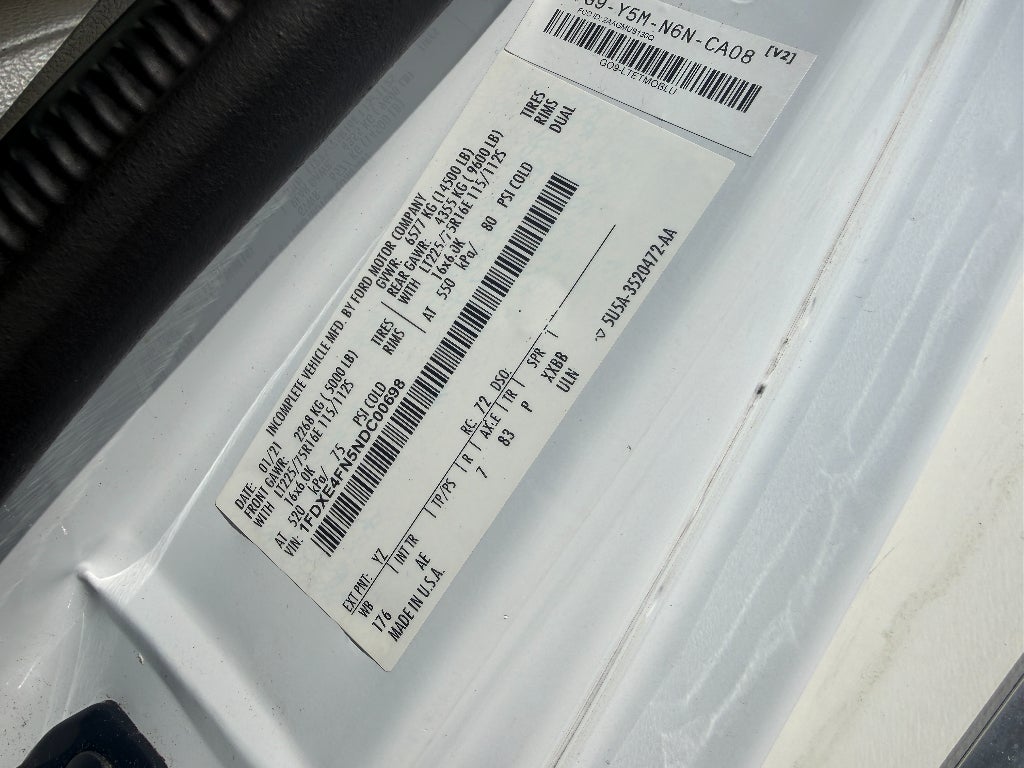 G9-Y5M-N6N-CA08 [V2]
GO9-LTETMOBLU
DATE: 01/21 INCOMPLETE VEHICLE MFD. BY FORD MOTOR COMPANY
GVWR: 6577 KG (14500 LB)
FRONT GAWR: 2268 KG ( 5000 LB) REAR GAWR: 4355 KG ( 9600 LB)
WITH LT225/75R16E 115/112S TIRES WITH LT225/75R16E 115/112S TIRES
16x6.0K RIMS 16x6.0K RIMS
AT 520 kPa/ 75 PSI COLD AT 550 kPa/ 80 PSI COLD DUAL
VIN: 1FDXE4FN5NDC00698
EXT PNT: YZ RC: 72 DSO:
WB INT TR TP/PS R AXLE TR SPR
176 AE 7 83 P XXBB
MADE IN U.S.A. ULN
5U5A-3520472-AA